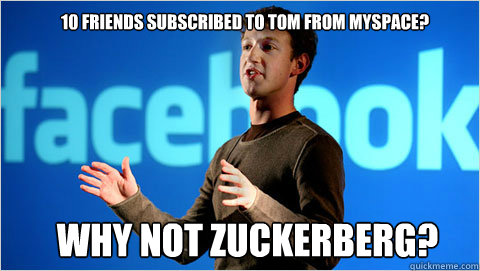 10 FRIENDS SUBSCRIBED TO TOM FROM MYSPACE?
facebook
WHY NOT ZUCKERBERG?
quickmeme.com